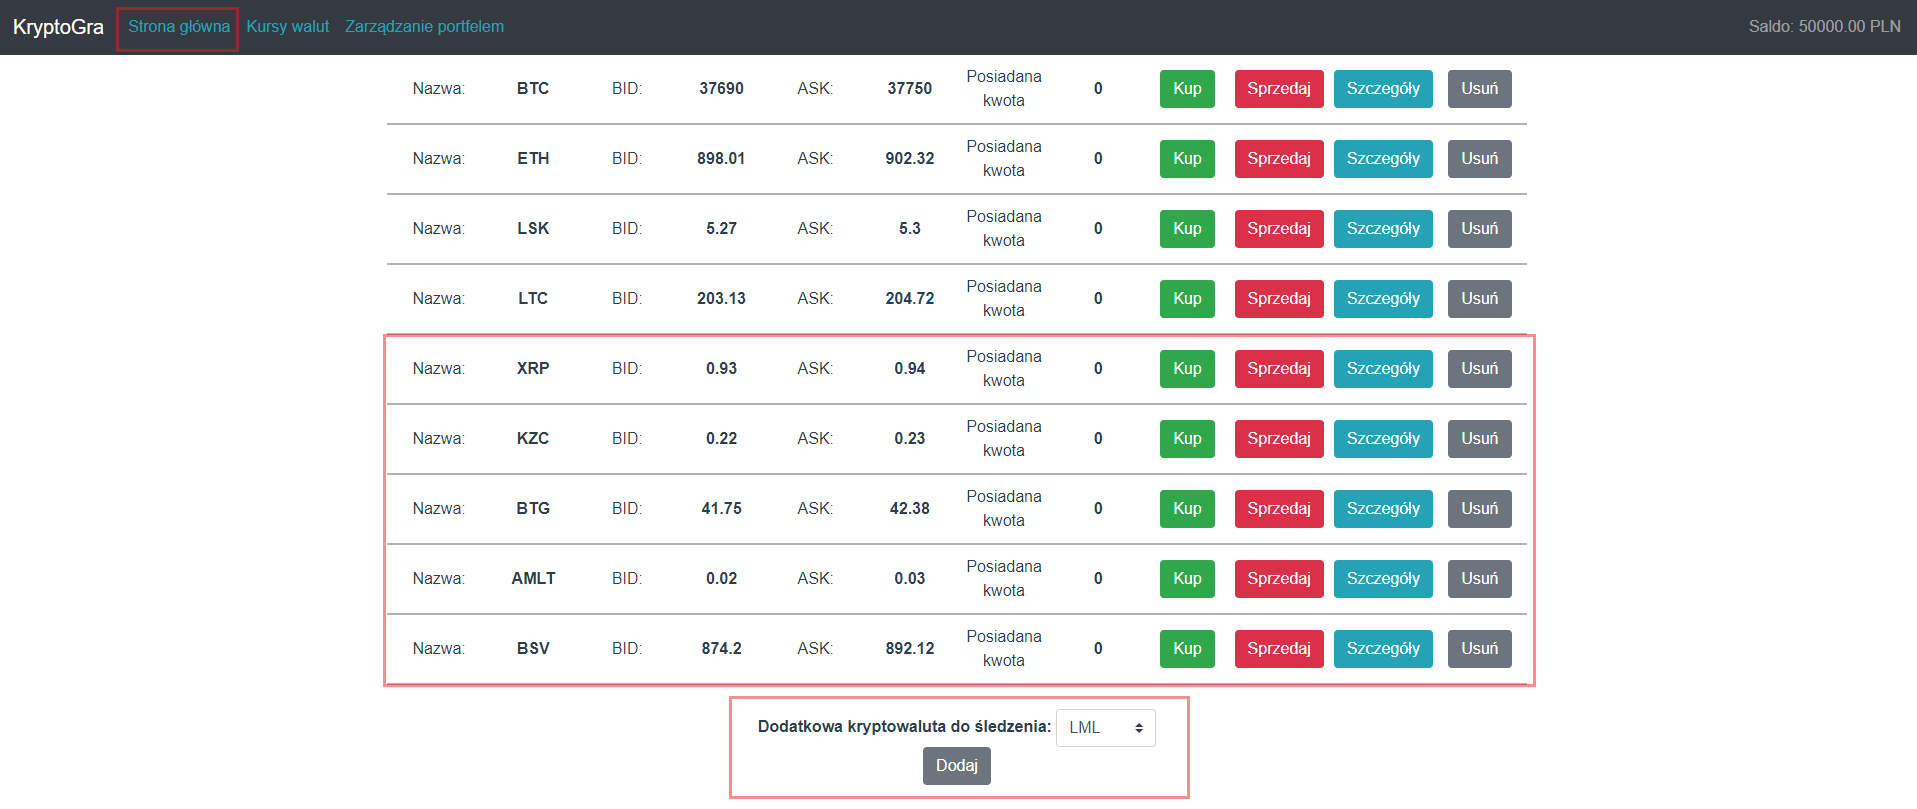 KryptoGra Strona główna Kursy walut Zarządzanie portfelem Saldo: 50000.00 PLN
Nazwa: BTC BID: 37690 ASK: 37750 Posiadana kwota 0 Kup Sprzedaj Szczegóły Usuń
Nazwa: ETH BID: 898.01 ASK: 902.32 Posiadana kwota 0 Kup Sprzedaj Szczegóły Usuń
Nazwa: LSK BID: 5.27 ASK: 5.3 Posiadana kwota 0 Kup Sprzedaj Szczegóły Usuń
Nazwa: LTC BID: 203.13 ASK: 204.72 Posiadana kwota 0 Kup Sprzedaj Szczegóły Usuń
Nazwa: XRP BID: 0.93 ASK: 0.94 Posiadana kwota 0 Kup Sprzedaj Szczegóły Usuń
Nazwa: KZC BID: 0.22 ASK: 0.23 Posiadana kwota 0 Kup Sprzedaj Szczegóły Usuń
Nazwa: BTG BID: 41.75 ASK: 42.38 Posiadana kwota 0 Kup Sprzedaj Szczegóły Usuń
Nazwa: AMLT BID: 0.02 ASK: 0.03 Posiadana kwota 0 Kup Sprzedaj Szczegóły Usuń
Nazwa: BSV BID: 874.2 ASK: 892.12 Posiadana kwota 0 Kup Sprzedaj Szczegóły Usuń
Dodatkowa kryptowaluta do śledzenia: LML
Dodaj